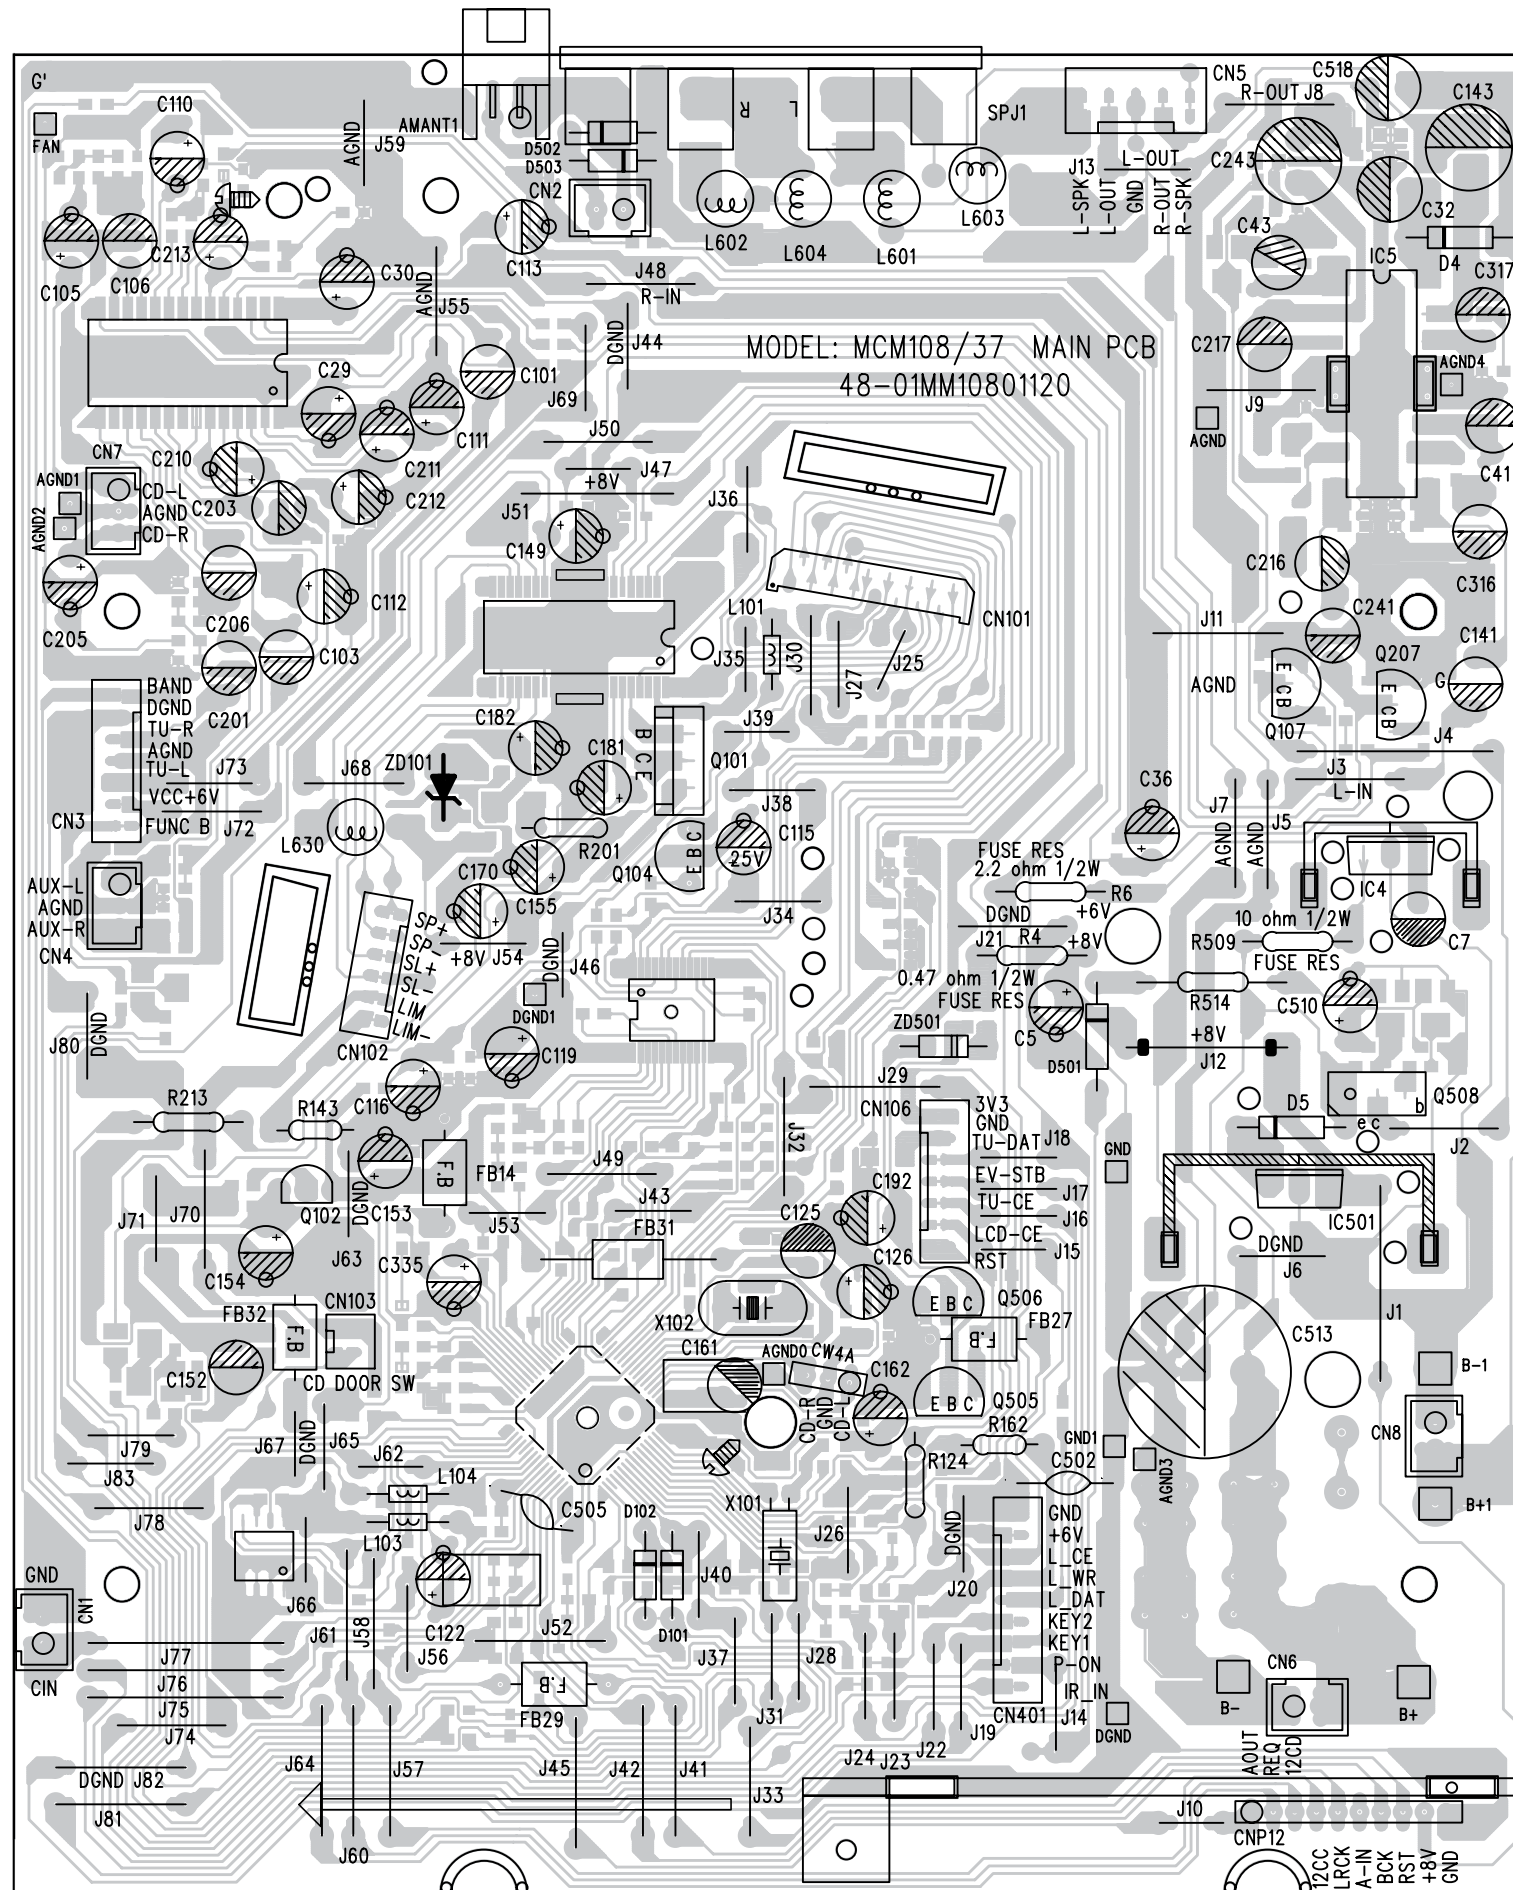 G'
C110
FAN
AGND
J59
AMANT1
D502
D503
CN2
R
L
SPJ1
CN5
R-OUT J8
C518
C143
J13
L-OUT
C243
L-SPK
L-OUT
GND
R-OUT
R-SPK
C32
C43
IC5
D4
C317
C105
C106
C213
C30
C113
L602
L604
L601
L603
J48
R-IN
AGND
J55
DGND
J44
MODEL: MCM108/37 MAIN PCB
48-01MM10801120
C29
C101
J69
C217
AGND4
J9
AGND
C111
C211
C212
J50
J47
+8V
J51
J36
C41
CN7
C210
C203
AGND1
AGND2
CD-L
AGND
CD-R
C149
C216
C316
C205
C206
C112
C103
L101
CN101
J35
J30
J27
J25
J11
C241
C141
Q207
E
CB
E
CB
G
AGND
Q107
BAND
DGND
TU-R
AGND
TU-L
VCC+6V
FUNC B
CN3
C201
J73
J72
J68
ZD101
C182
C181
B C E
Q101
J39
J38
J4
J3
L-IN
C36
J7
J5
AGND
AGND
L630
C170
C155
R201
Q104
E B C
C115
25V
FUSE RES
2.2 ohm 1/2W
R6
+6V
IC4
AUX-L
AGND
AUX-R
CN4
SP+
SP-
SL+
SL-
LIM
LIM-
CN102
+8V
J54
DGND
J46
J34
DGND
J21
R4
+8V
0.47 ohm 1/2W
FUSE RES
10 ohm 1/2W
R509
FUSE RES
C7
R514
C510
DGND1
J80
DGND
C119
ZD501
C5
D501
+8V
J12
R213
R143
C116
J29
CN106
3V3
GND
TU-DAT
J18
EV-STB
J17
TU-CE
J16
LCD-CE
J15
RST
Q508
b
e c
D5
J2
F.B
FB14
J49
J32
C192
GND
IC501
J71
J70
Q102
DGND
J63
C153
J53
J43
FB31
C125
C126
DGND
J6
C154
C335
FB32
CN103
F.B
X102
E B C
Q506
FB27
F.B
C513
J1
C152
CD DOOR SW
C161
AGND0
CW4A
C162
E B C
Q505
B-1
J79
J83
J67
DGND
J65
J62
CD-R
GND
CD-L
R162
R124
GND1
C502
AGND3
CN8
B+1
J78
L104
L103
C505
D102
X101
J26
DGND
J20
GND
+6V
L_CE
L_WR
L_DAT
KEY2
KEY1
P-ON
IR_IN
CN401
J14
GND
CN1
CIN
J66
J61
J58
J56
C122
J52
D101
J40
J37
J31
J28
J77
J76
J75
J74
F.B
FB29
J24
J23
J22
J19
DGND
B-
CN6
B+
AOUT
REQ
12CD
DGND
J82
J81
J64
J57
J60
J45
J42
J41
J33
J10
CNP12
12CC
LRCK
A-IN
BCK
RST
+8V
GND